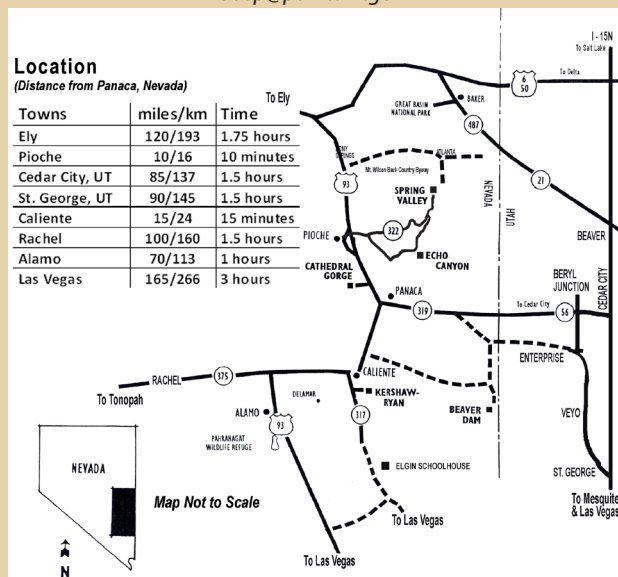 Location
(Distance from Panaca, Nevada)
Towns miles/km Time
Ely 120/193 1.75 hours
Pioche 10/16 10 minutes
Cedar City, UT 85/137 1.5 hours
St. George, UT 90/145 1.5 hours
Caliente 15/24 15 minutes
Rachel 100/160 1.5 hours
Alamo 70/113 1 hours
Las Vegas 165/266 3 hours
I - 15N
To Salt Lake
To Delta
6
50
To Ely
BAKER
GREAT BASIN
NATIONAL PARK
487
ATLANTA
Mt. Wilson Back Country Byway
93
SPRING
VALLEY
NEVADA
UTAH
21
322
PIOCHE
BEAVER
ECHO
CANYON
CATHEDRAL
GORGE
BERYL
JUNCTION
CEDAR CITY
PANACA
319
To Cedar City
56
ENTERPRISE
CALIENTE
RACHEL
375
To Tonopah
DELAMAR
KERSHAW-
RYAN
BEAVER
DAM
VEYO
ALAMO
93
317
PAHRANAGAT
WILDLIFE REFUGE
ELGIN SCHOOLHOUSE
ST. GEORGE
NEVADA
Map Not to Scale
To Mesquite
& Las Vegas
To Las Vegas
To Las Vegas
N